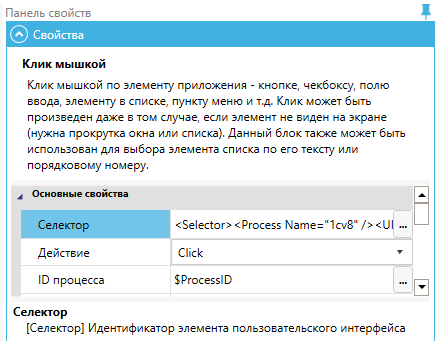 Панель свойств
Свойства
Клик мышкой
Клик мышкой по элементу приложения - кнопке, чекбоксу, полю
ввода, элементу в списке, пункту меню и т.д. Клик может быть
произведен даже в том случае, если элемент не виден на экране
(нужна прокрутка окна или списка). Данный блок также может быть
использован для выбора элемента списка по его тексту или
порядковому номеру.
Основные свойства
Селектор <Selector><Process Name="1cv8" /><UI ...
Действие Click
ID процесса $ProcessID ...
Селектор
[Селектор] Идентификатор элемента пользовательского интерфейса